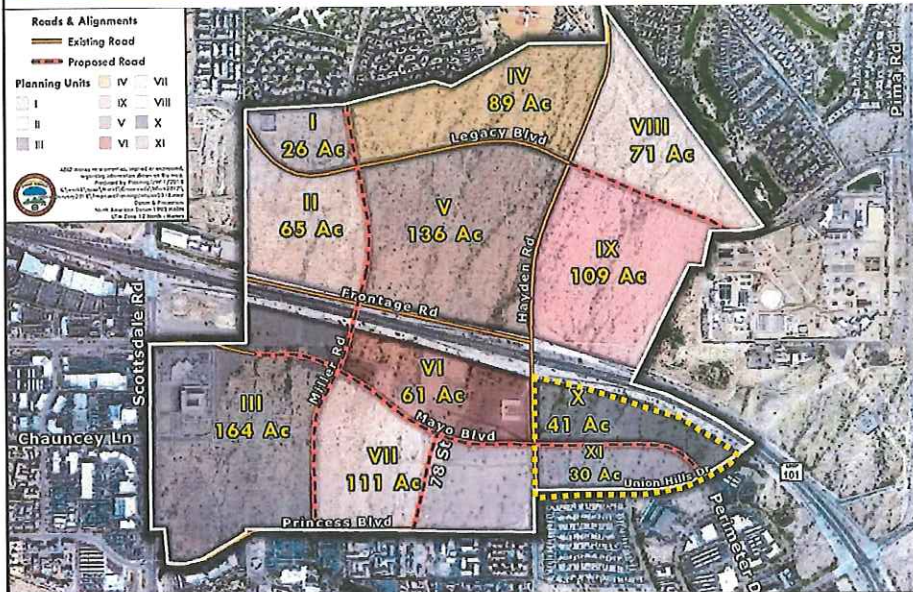 Roads & Alignments
Existing Road
Proposed Road
Planning Units
IV
VII
I
IX
VIII
II
V
X
III
VI
XI
IV
89 Ac
I
26 Ac
Legacy Blvd
VIII
71 Ac
Pima Rd
II
65 Ac
V
136 Ac
Hayden Rd
IX
109 Ac
Scottsdale Rd
Frontage Rd
Miller Rd
VI
61 Ac
X
41 Ac
III
164 Ac
Mayo Blvd
Chauncey Ln
VII
111 Ac
78 St
XI
30 Ac
Union Hills Dr
LOOP
101
Princess Blvd
Perimeter D